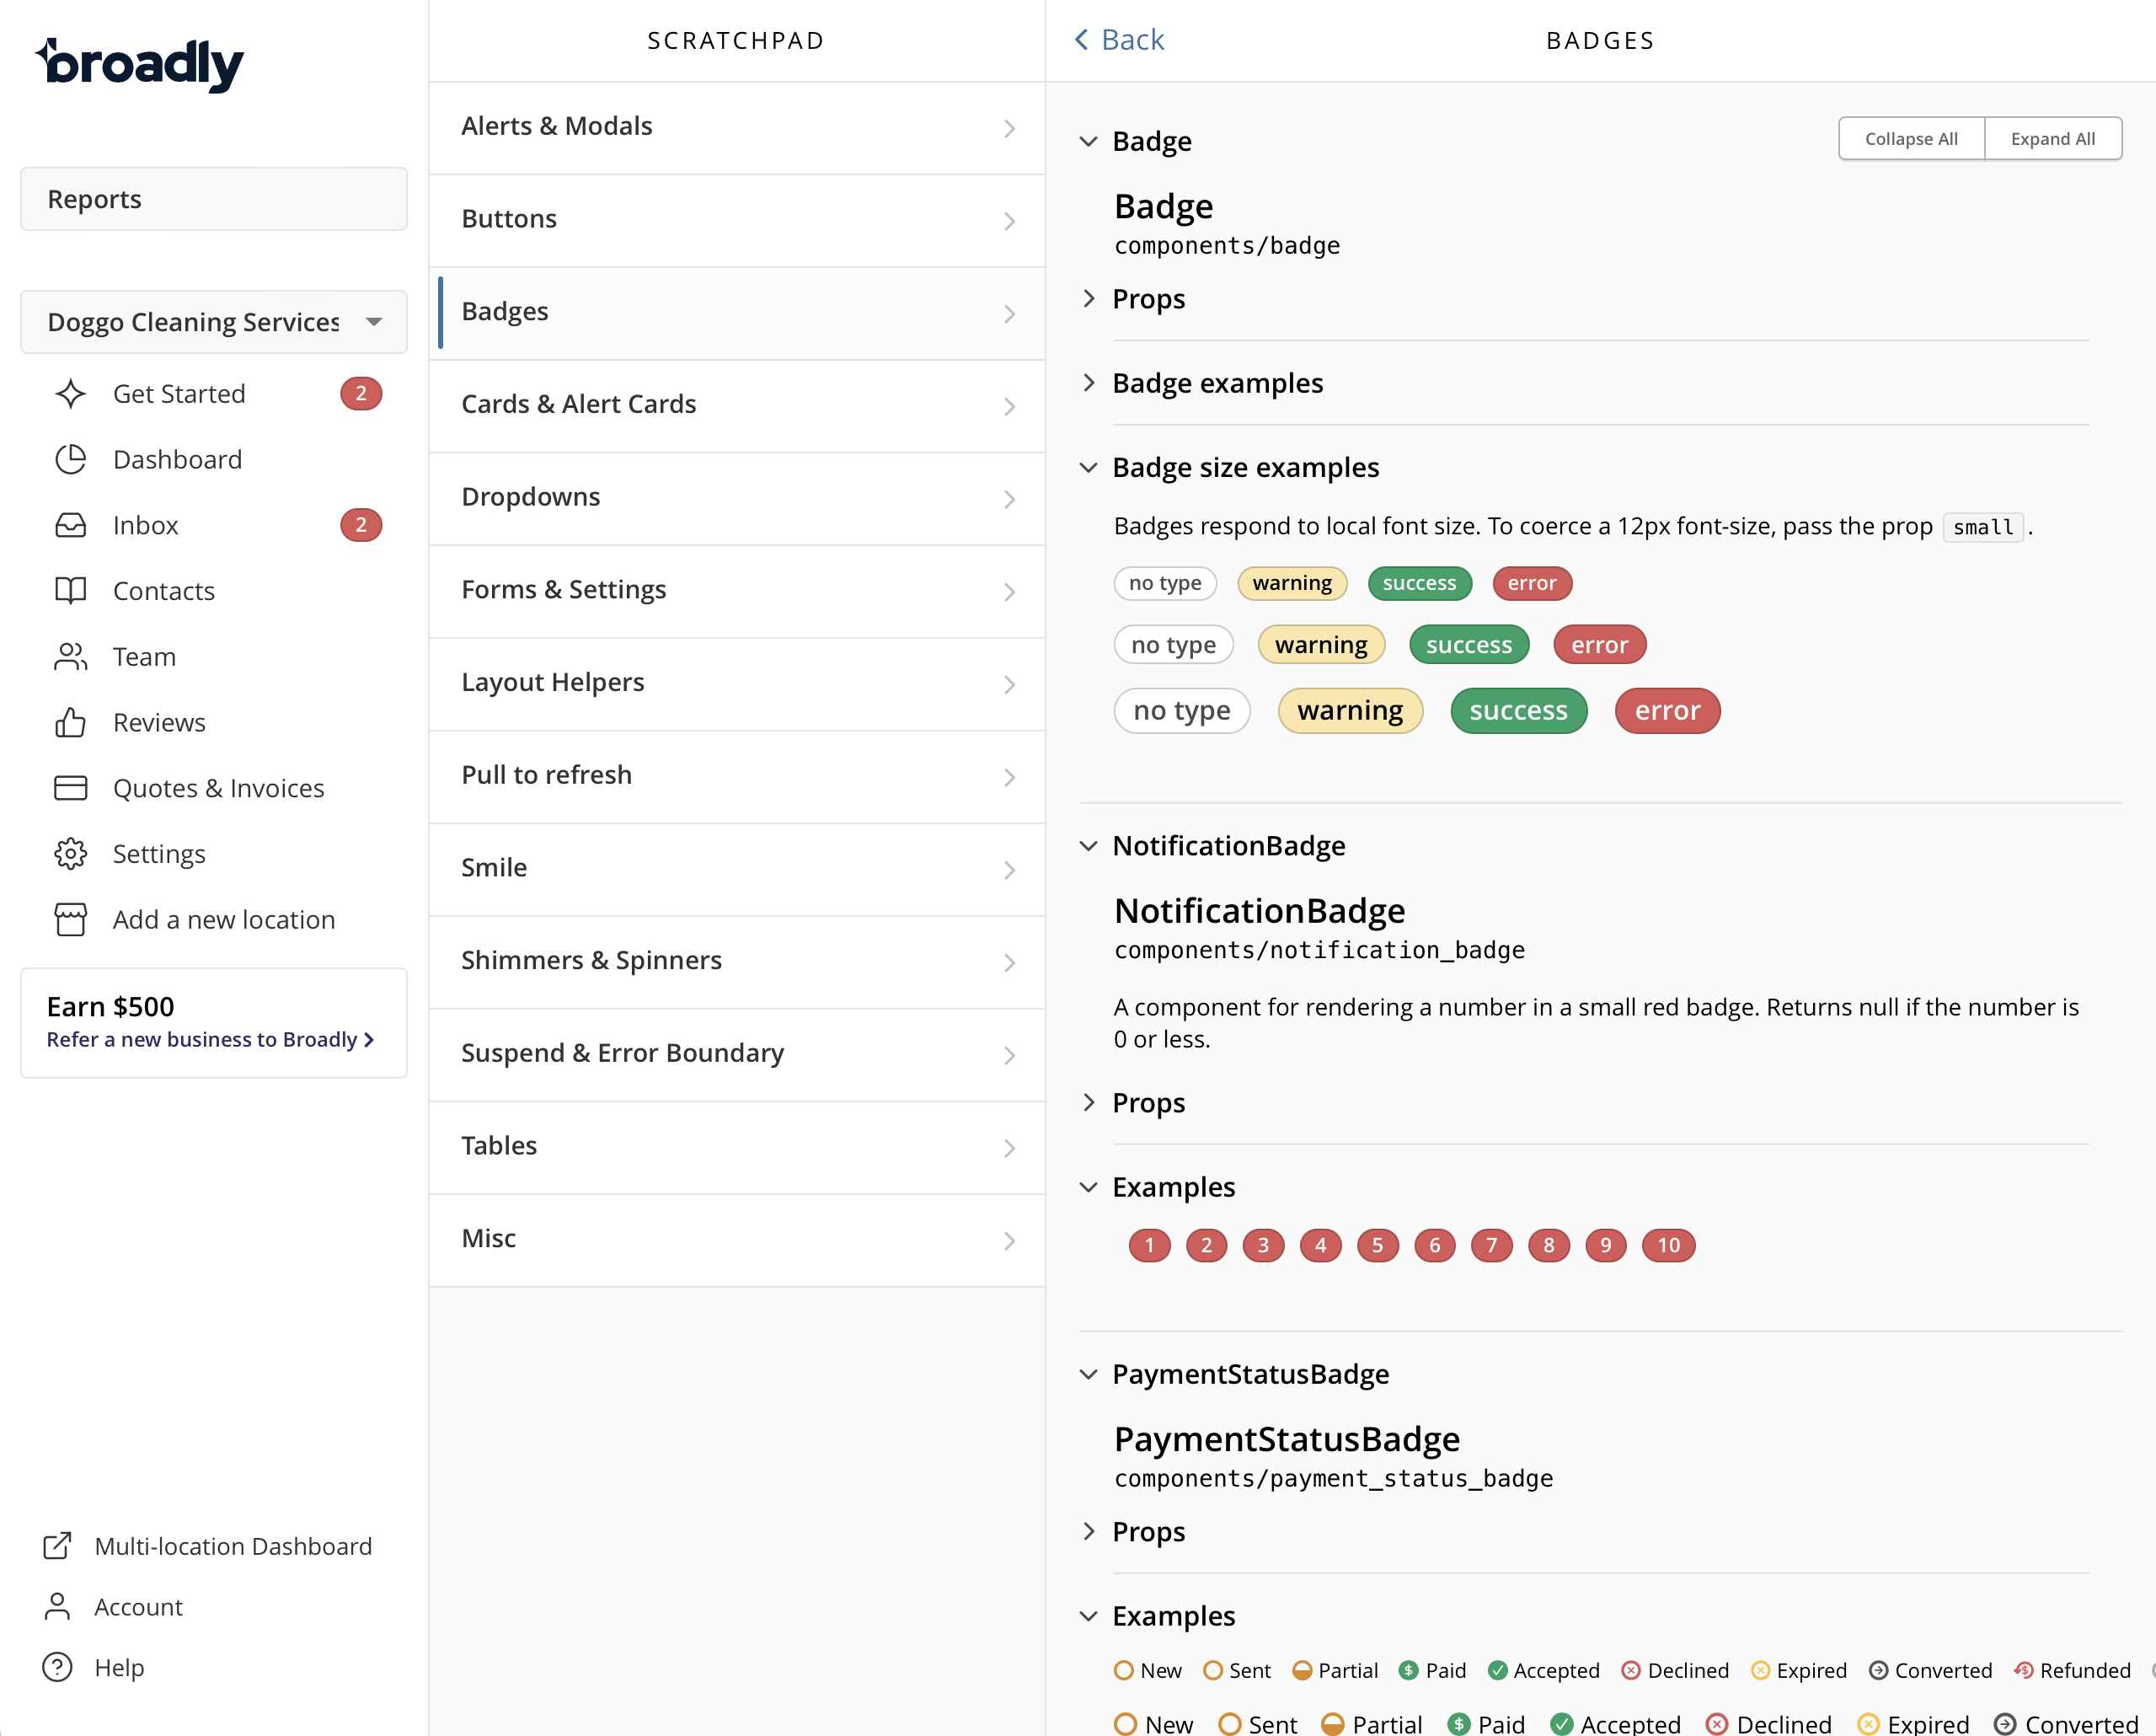 broadly
Reports
Doggo Cleaning Services
Get Started 2
Dashboard
Inbox 2
Contacts
Team
Reviews
Quotes & Invoices
Settings
Add a new location
Earn $500
Refer a new business to Broadly
Multi-location Dashboard
Account
Help
SCRATCHPAD
Alerts & Modals
Buttons
Badges
Cards & Alert Cards
Dropdowns
Forms & Settings
Layout Helpers
Pull to refresh
Smile
Shimmers & Spinners
Suspend & Error Boundary
Tables
Misc
Back
BADGES
Badge
Collapse All Expand All
Badge
components/badge
Props
Badge examples
Badge size examples
Badges respond to local font size. To coerce a 12px font-size, pass the prop small .
no type warning success error
no type warning success error
no type warning success error
NotificationBadge
NotificationBadge
components/notification_badge
A component for rendering a number in a small red badge. Returns null if the number is
0 or less.
Props
Examples
1 2 3 4 5 6 7 8 9 10
PaymentStatusBadge
PaymentStatusBadge
components/payment_status_badge
Props
Examples
New Sent Partial Paid Accepted Declined Expired Converted Refunded
New Sent Partial Paid Accepted Declined Expired Converted